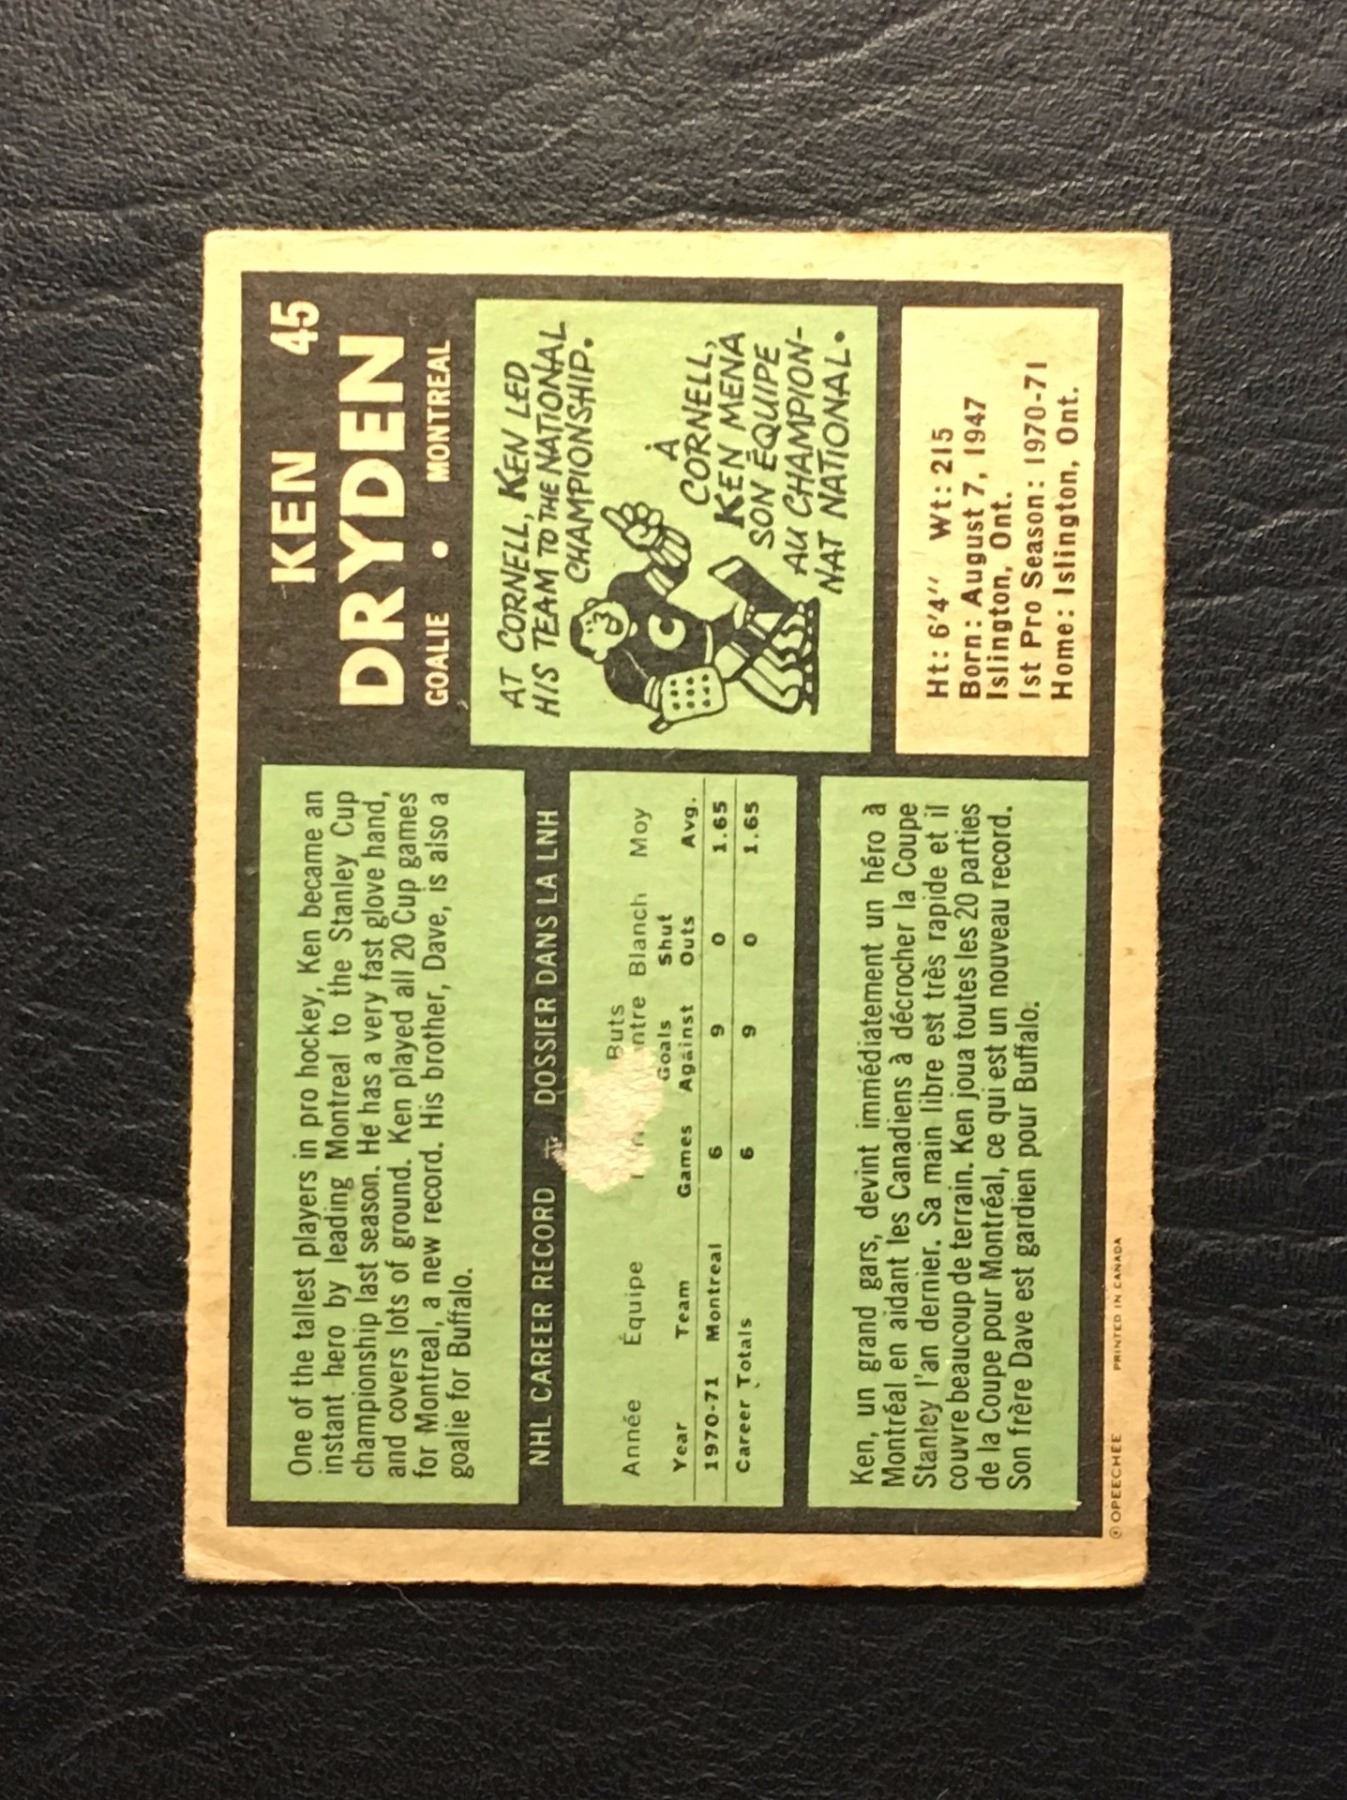 KEN 45
DRYDEN
GOALIE • MONTREAL
One of the tallest players in pro hockey, Ken became an
instant hero by leading Montreal to the Stanley Cup
championship last season. He has a very fast glove hand,
and covers lots of ground. Ken played all 20 Cup games
for Montreal, a new record. His brother, Dave, is also a
goalie for Buffalo.
AT CORNELL, KEN LED
HIS TEAM TO THE NATIONAL
CHAMPIONSHIP.
C
À
CORNELL,
KEN MENA
SON ÉQUIPE
AU CHAMPION-
NAT NATIONAL.
NHL CAREER RECORD — DOSSIER DANS LA LNH
Buts
Année Équipe Blanch Moy
Goals Shut
Year Team Games Against Outs Avg.
1970-71 Montreal 6 9 0 1.65
Career Totals 6 9 0 1.65
Ken, un grand gars, devint immédiatement un héro à
Montréal en aidant les Canadiens à décrocher la Coupe
Stanley l'an dernier. Sa main libre est très rapide et il
couvre beaucoup de terrain. Ken joua toutes les 20 parties
de la Coupe pour Montréal, ce qui est un nouveau record.
Son frère Dave est gardien pour Buffalo.
Ht: 6'4" Wt: 215
Born: August 7, 1947
Islington, Ont.
1st Pro Season: 1970-71
Home: Islington, Ont.
© OPEECHEE PRINTED IN CANADA